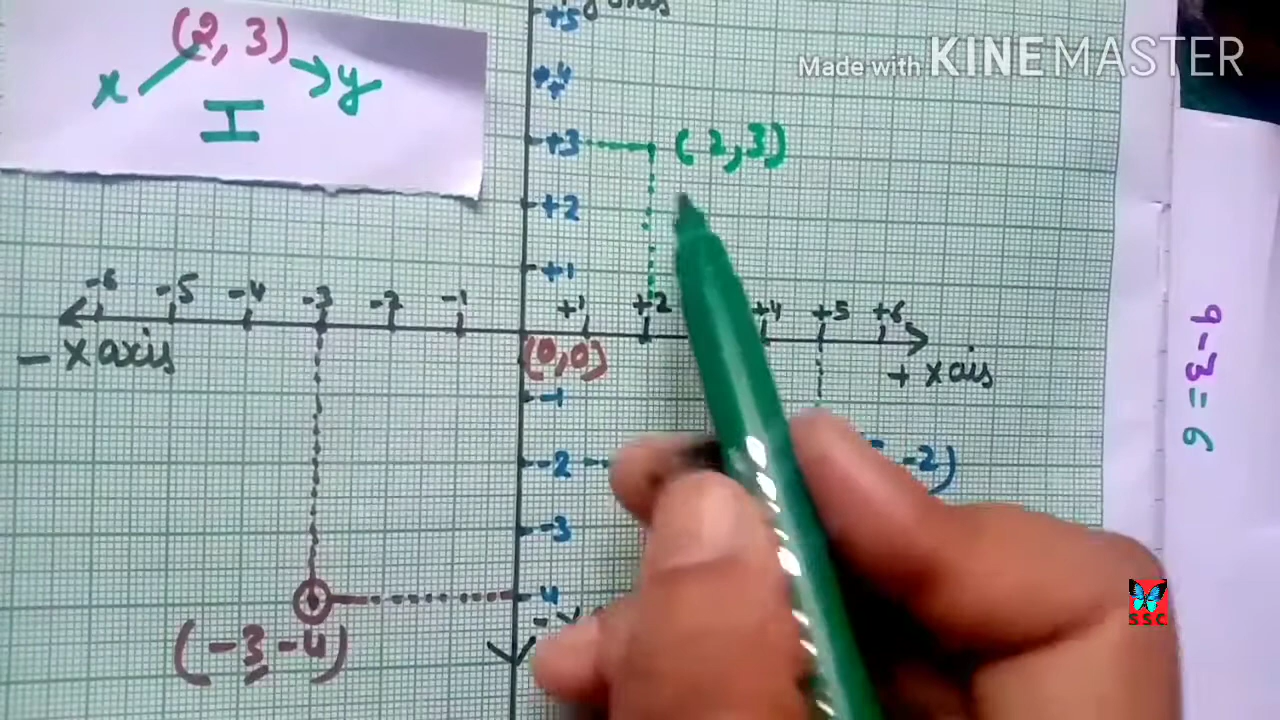 +5
Made with KINEMASTER
(2, 3)
x y
I
+4
+3 (2,3)
+2
+1
-6 -5 -4 -3 -2 -1 +1 +2 +4 +5 +6
- x axis (0,0) + x ais
-1
-2 -2)
-3
4
(-3-4)
9-3=6
SSC